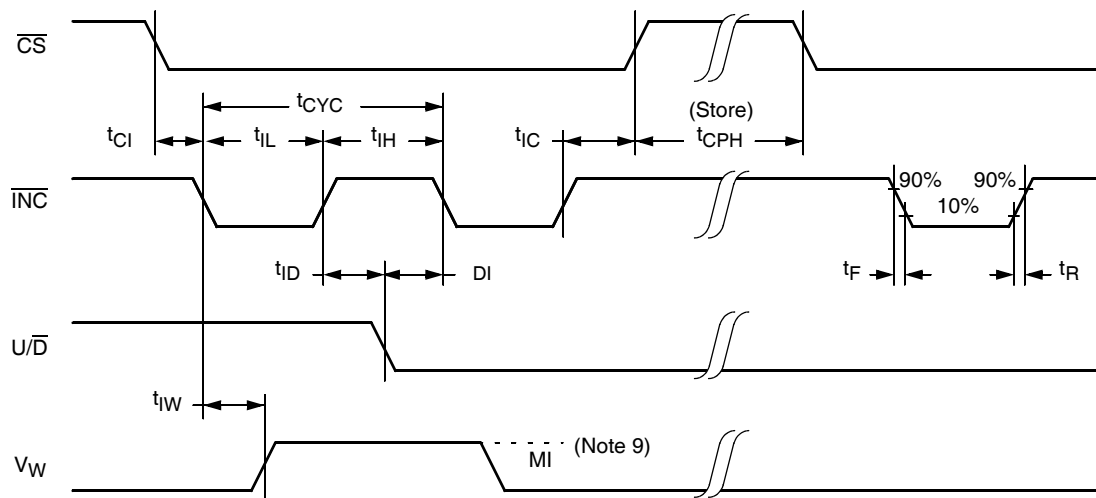 CS
tCYC
(Store)
tCI tIL tIH tIC tCPH
INC
90% 90%
10%
tID DI tF tR
U/D
tIW
MI (Note 9)
VW